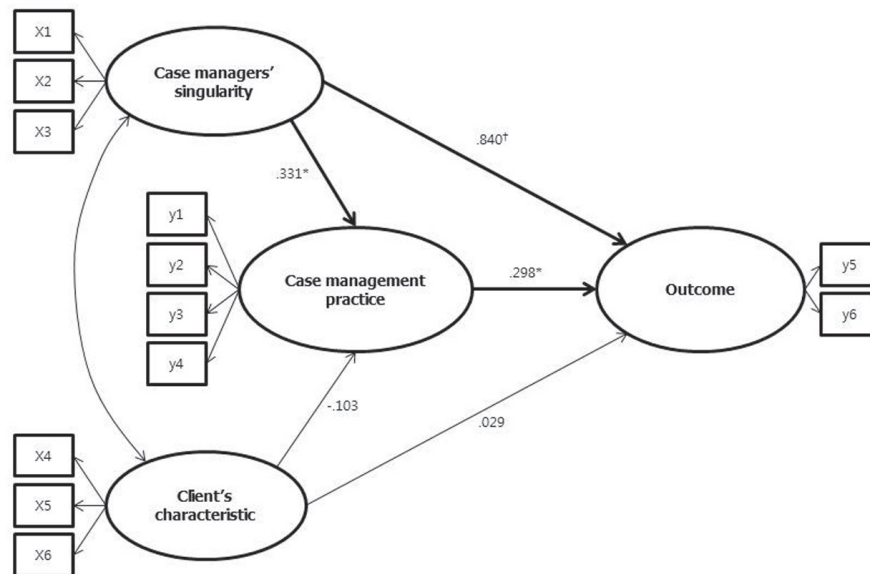 X1
X2
X3
Case managers'
singularity
.840†
.331*
y1
y2
y3
y4
Case management
practice
.298*
Outcome
y5
y6
-.103
.029
X4
X5
X6
Client's
characteristic